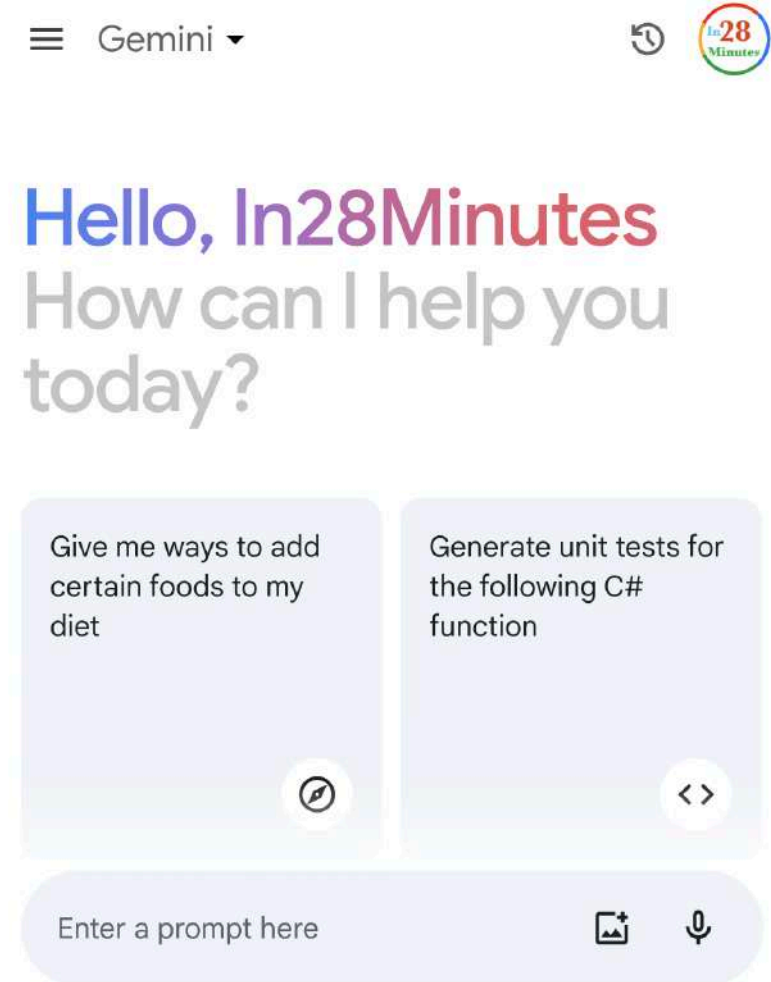 Gemini
In28
Minutes
Hello, In28Minutes
How can I help you
today?
Give me ways to add
certain foods to my
diet
Generate unit tests for
the following C#
function
Enter a prompt here